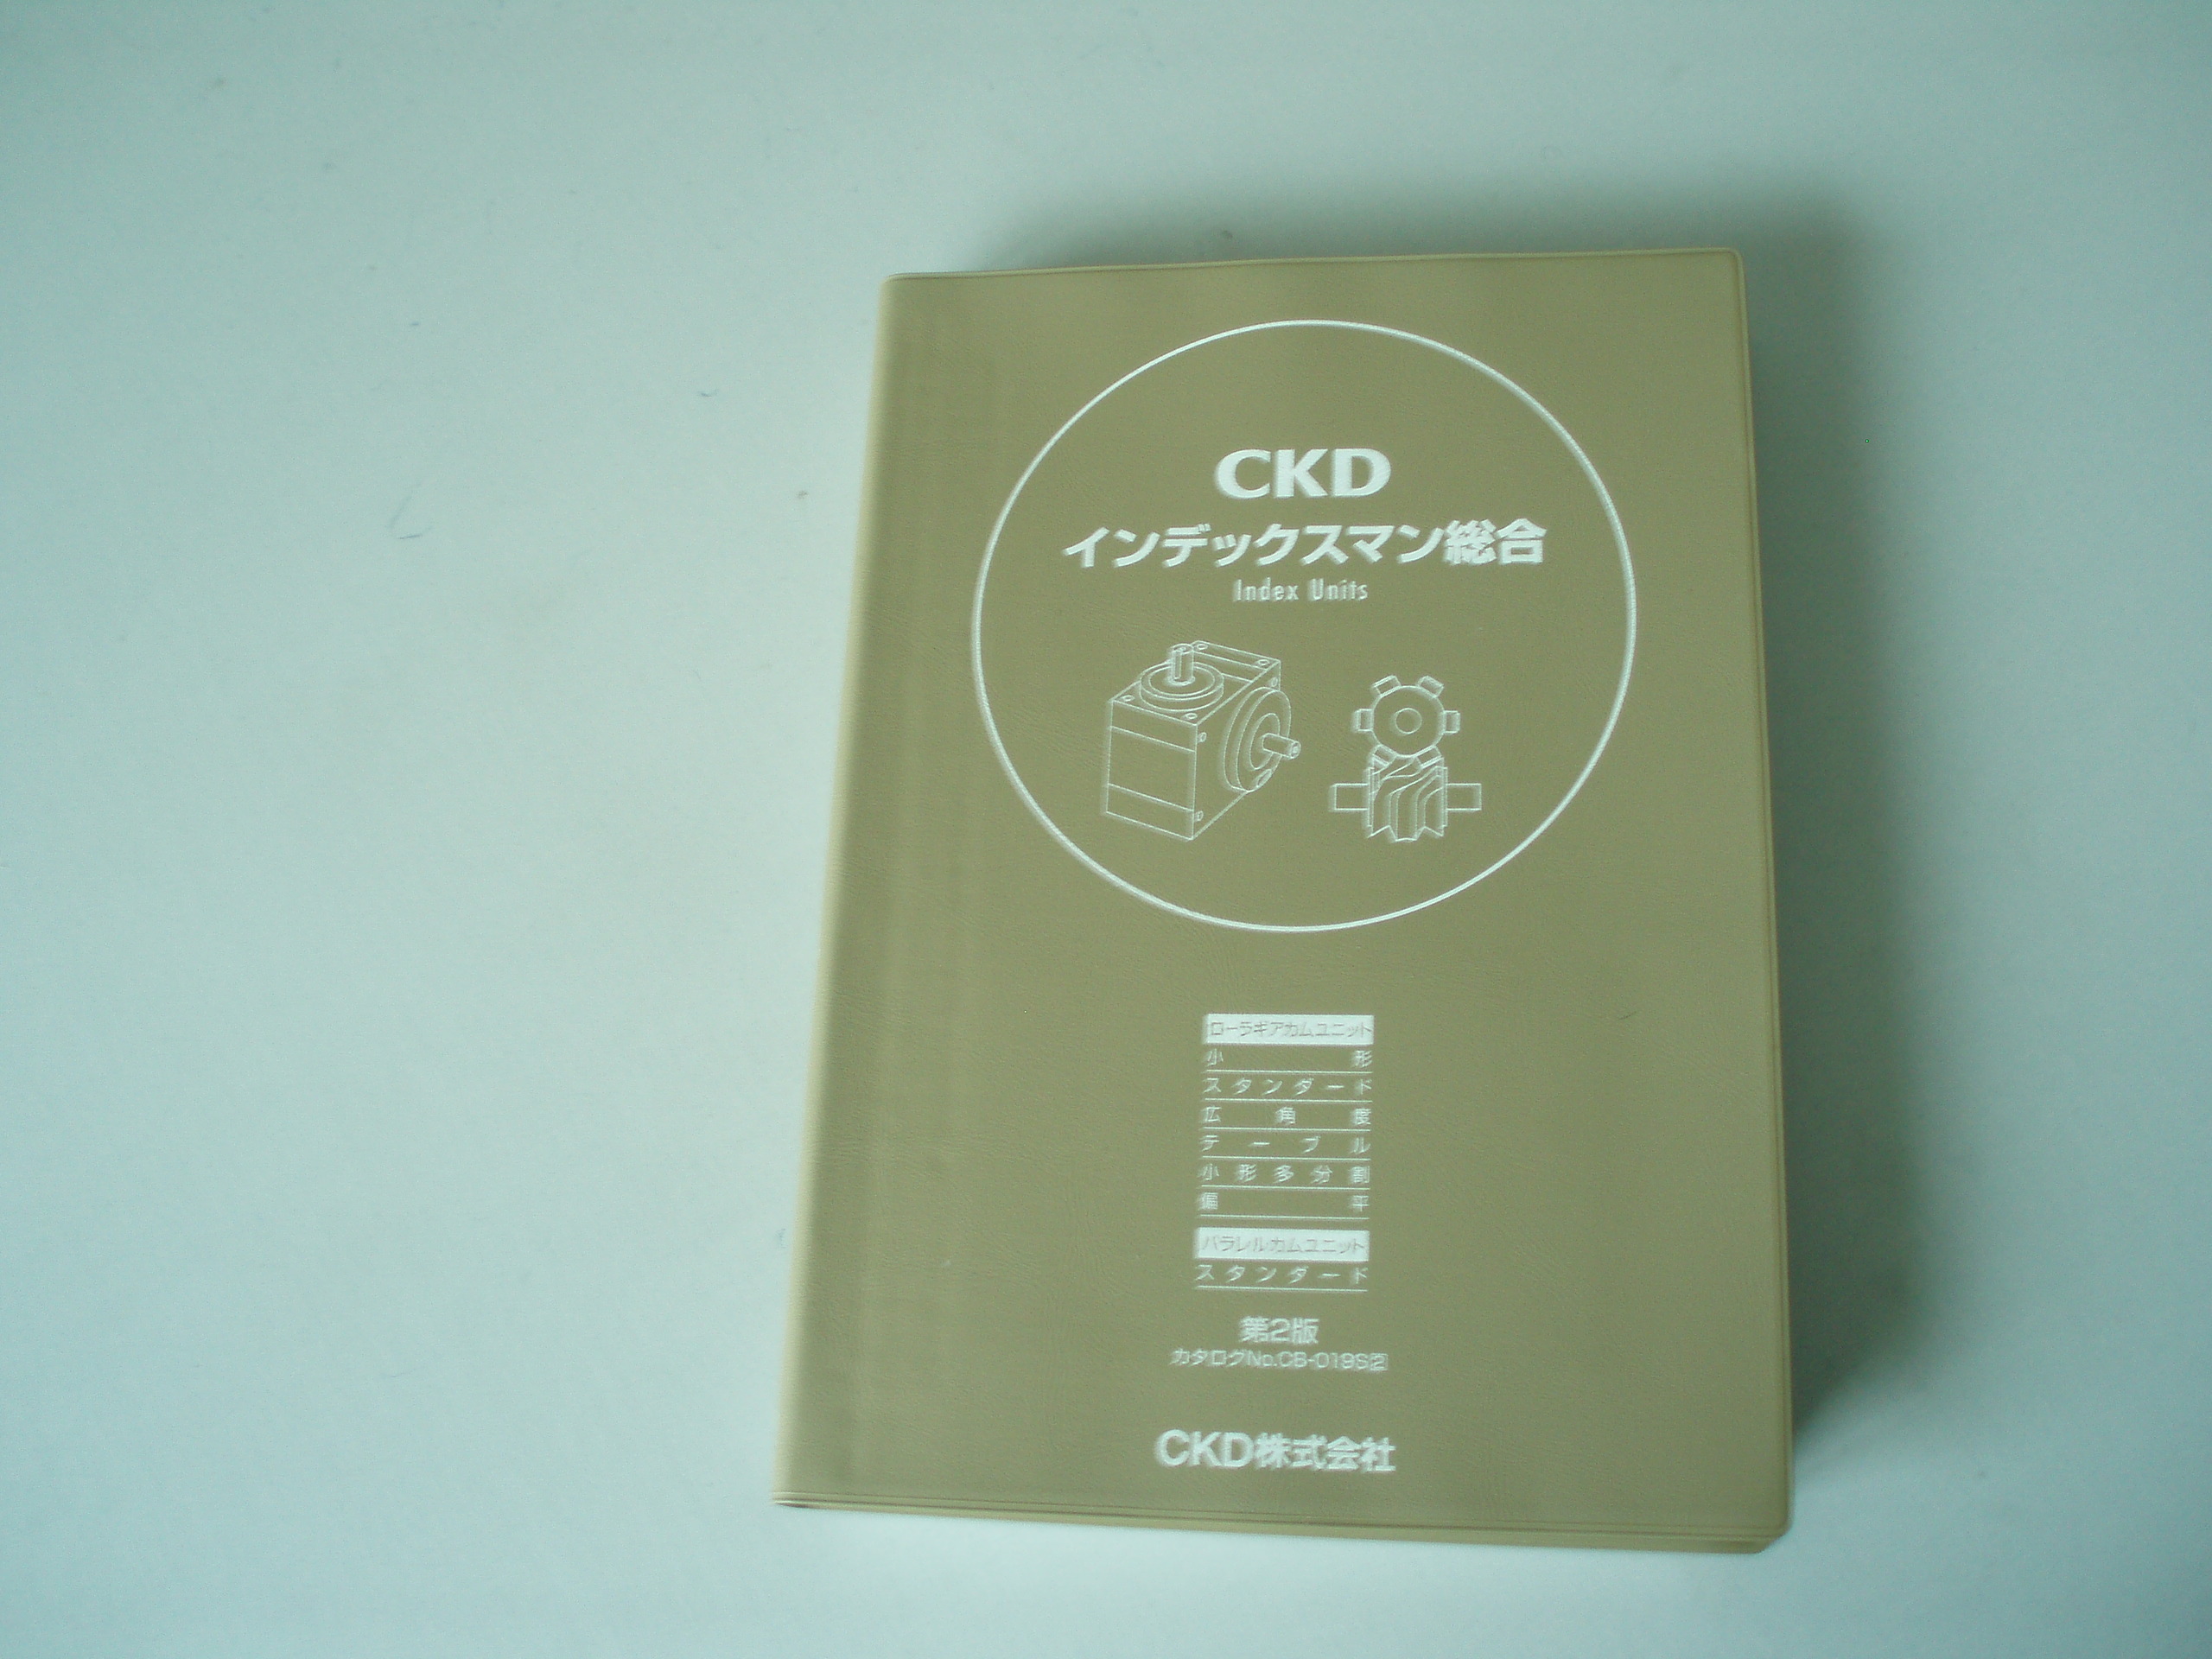 CKD
インデックスマン総合
Index Units
ローラギアカムユニット
小形
スタンダード
広角度
テーブル
小形多分割
偏平
パラレルカムユニット
スタンダード
第2版
カタログNo.CB-019S2
CKD株式会社